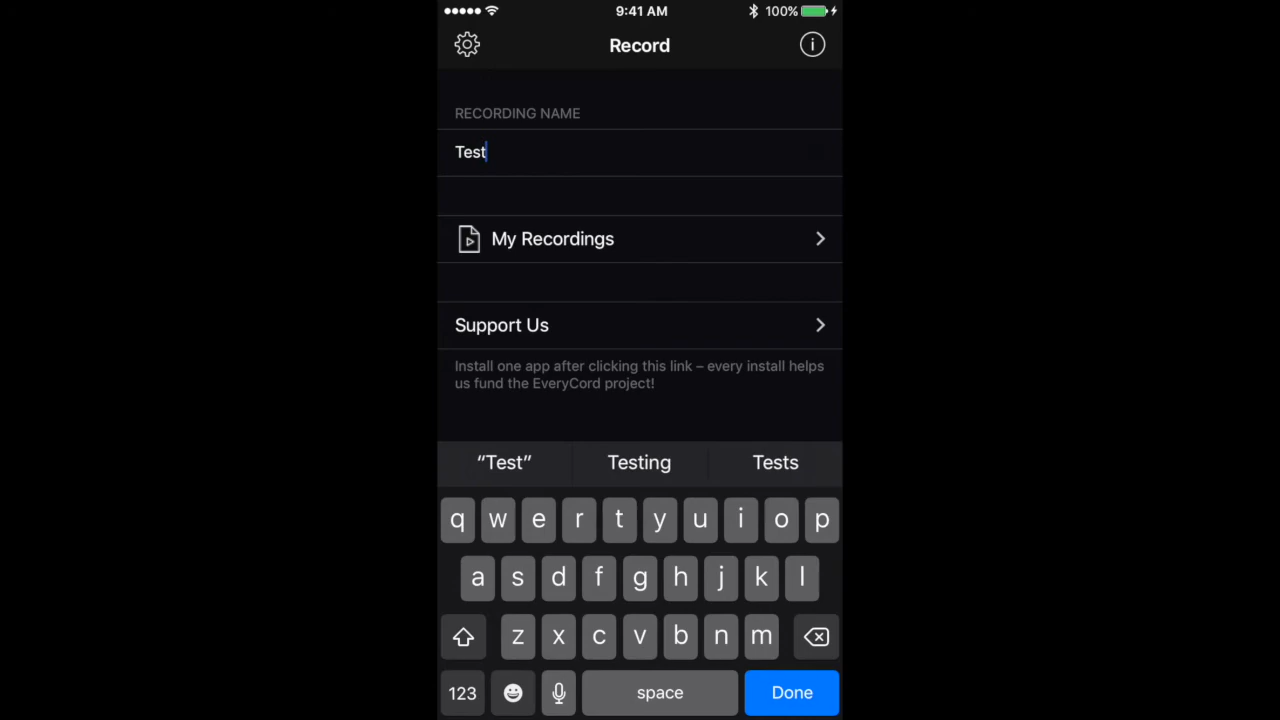 9:41 AM 100%
Record
RECORDING NAME
Test
My Recordings
Support Us
Install one app after clicking this link – every install helps
us fund the EveryCord project!
“Test” Testing Tests
q w e r t y u i o p
a s d f g h j k l
z x c v b n m
123 space Done